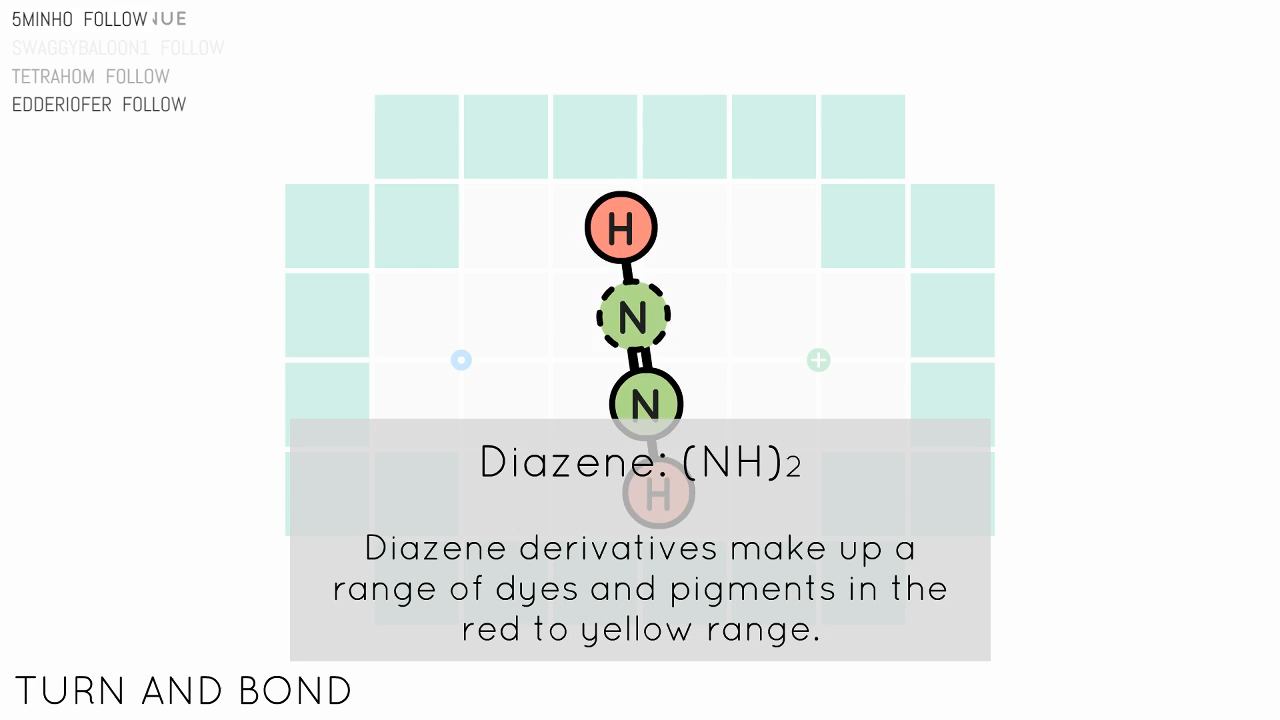 5MINHO FOLLOW NUE
SWAGGYBALOON1 FOLLOW
TETRAHOM FOLLOW
EDDERIOFER FOLLOW
H
N
N
H
Diazene: (NH)2
Diazene derivatives make up a
range of dyes and pigments in the
red to yellow range.
TURN AND BOND